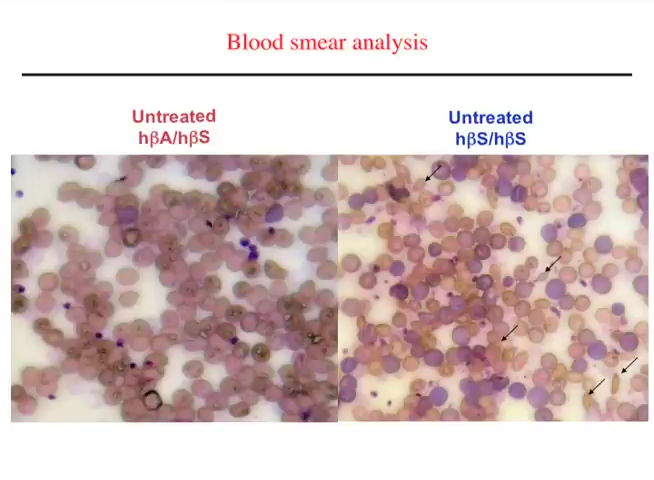 Blood smear analysis
Untreated
hβA/hβS
Untreated
hβS/hβS